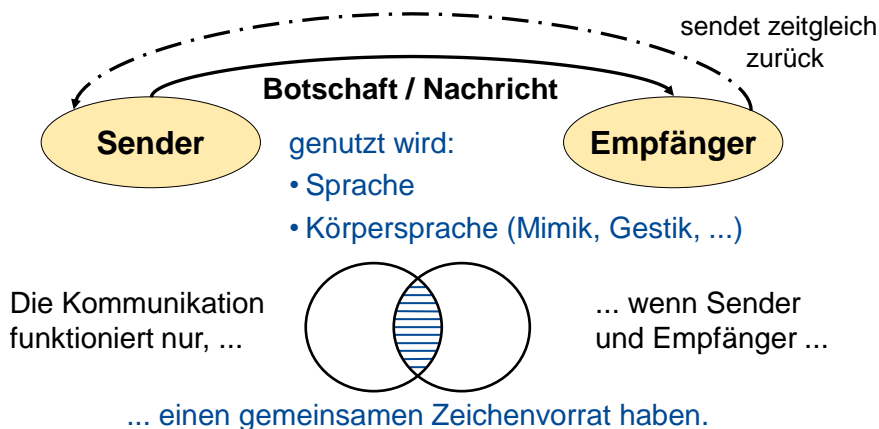 sendet zeitgleich
zurück
Botschaft / Nachricht
Sender
Empfänger
genutzt wird:
• Sprache
• Körpersprache (Mimik, Gestik, ...)
Die Kommunikation
funktioniert nur, ...
... wenn Sender
und Empfänger ...
... einen gemeinsamen Zeichenvorrat haben.